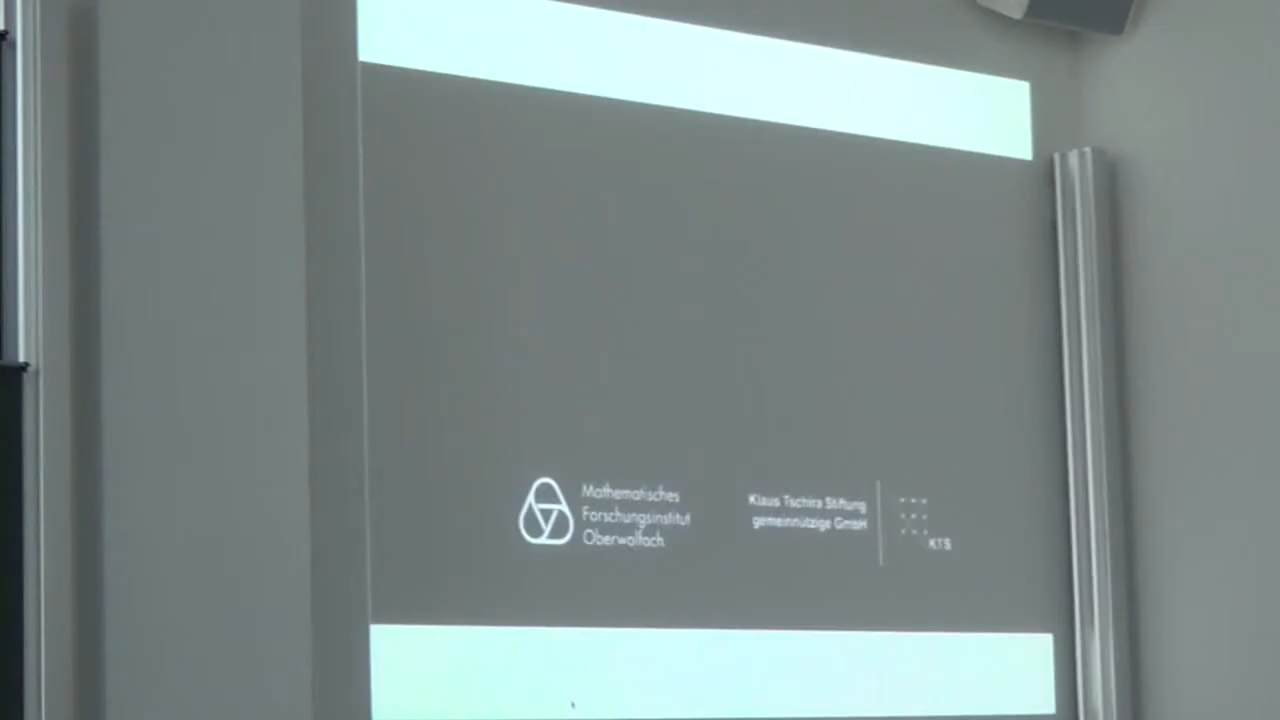 Mathematisches
Forschungsinstitut
Oberwolfach
Klaus Tschira Stiftung
gemeinnützige GmbH
KTS